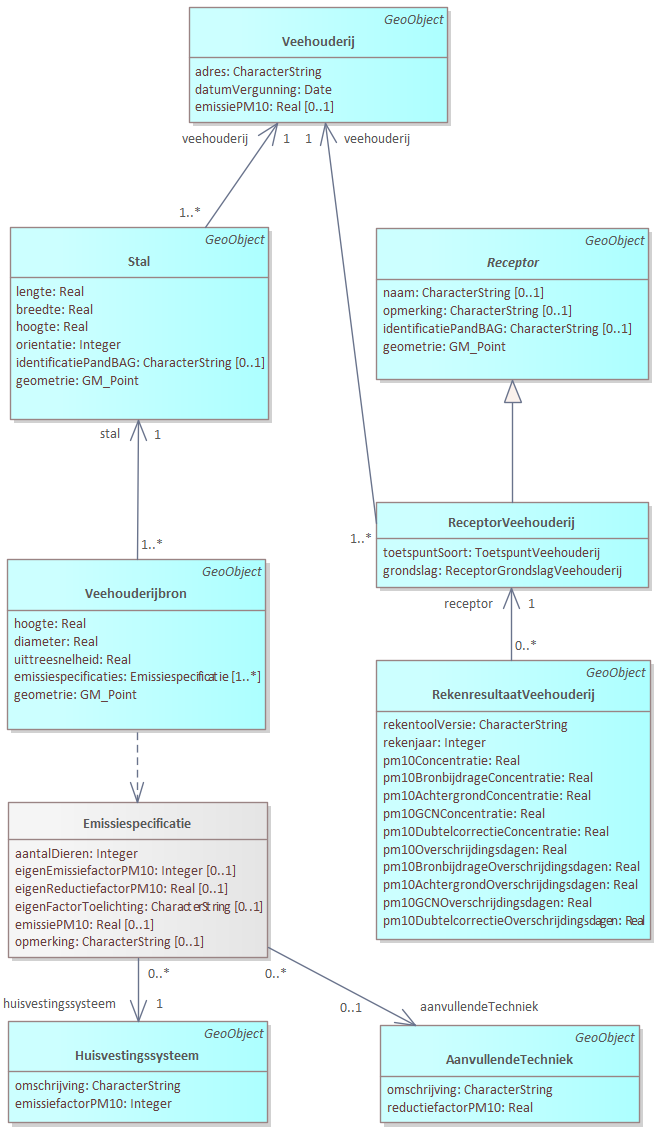 GeoObject
Veehouderij
adres: CharacterString
datumVergunning: Date
emissiePM10: Real [0..1]
veehouderij
1
1
veehouderij
1..*
GeoObject
Stal
lengte: Real
breedte: Real
hoogte: Real
orientatie: Integer
identificatiePandBAG: CharacterString [0..1]
geometrie: GM_Point
GeoObject
Receptor
naam: CharacterString [0..1]
opmerking: CharacterString [0..1]
identificatiePandBAG: CharacterString [0..1]
geometrie: GM_Point
stal
1
1..*
1..*
ReceptorVeehouderij
toetspuntSoort: ToetspuntVeehouderij
grondslag: ReceptorGrondslagVeehouderij
receptor
1
0..*
GeoObject
Veehouderijbron
hoogte: Real
diameter: Real
uittreesnelheid: Real
emissiespecificaties: Emissiespecificatie [1..*]
geometrie: GM_Point
GeoObject
RekenresultaatVeehouderij
rekentoolVersie: CharacterString
rekenjaar: Integer
pm10Concentratie: Real
pm10BronbijdrageConcentratie: Real
pm10AchtergrondConcentratie: Real
pm10GCNConcentratie: Real
pm10DubtelcorrectieConcentratie: Real
pm10Overschrijdingsdagen: Real
pm10BronbijdrageOverschrijdingsdagen: Real
pm10AchtergrondOverschrijdingsdagen: Real
pm10GCNOverschrijdingsdagen: Real
pm10DubtelcorrectieOverschrijdingsdagen: Real
Emissiespecificatie
aantalDieren: Integer
eigenEmissiefactorPM10: Integer [0..1]
eigenReductiefactorPM10: Real [0..1]
eigenFactorToelichting: CharacterString [0..1]
emissiePM10: Real [0..1]
opmerking: CharacterString [0..1]
0..*
0..*
huisvestingssysteem
1
0..1
aanvullendeTechniek
GeoObject
Huisvestingssysteem
omschrijving: CharacterString
emissiefactorPM10: Integer
GeoObject
AanvullendeTechniek
omschrijving: CharacterString
reductiefactorPM10: Real